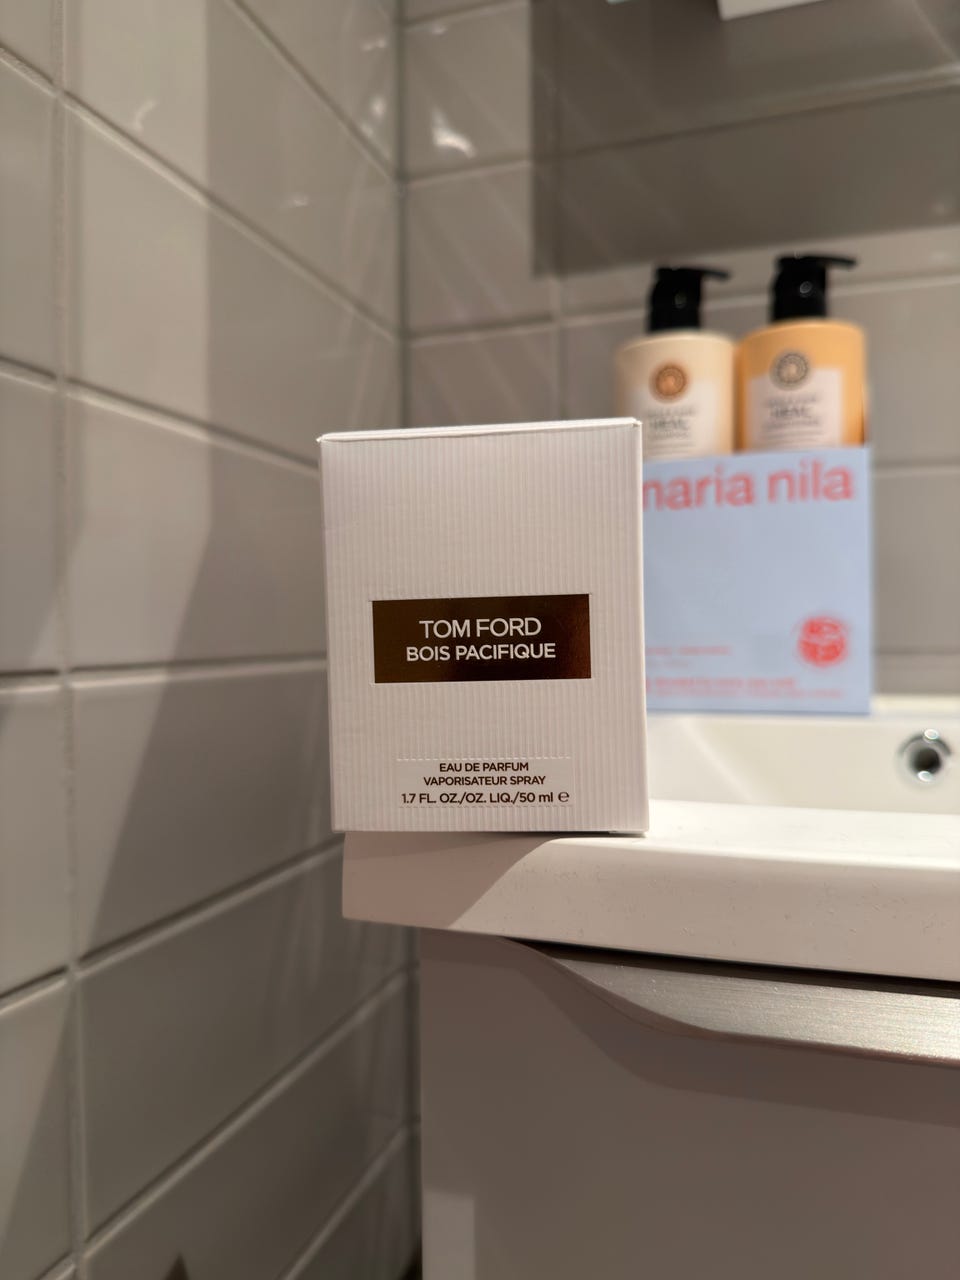 TOM FORD
BOIS PACIFIQUE
EAU DE PARFUM
VAPORISATEUR SPRAY
1.7 FL. OZ./OZ. LIQ./50 ml ℮
maria nila